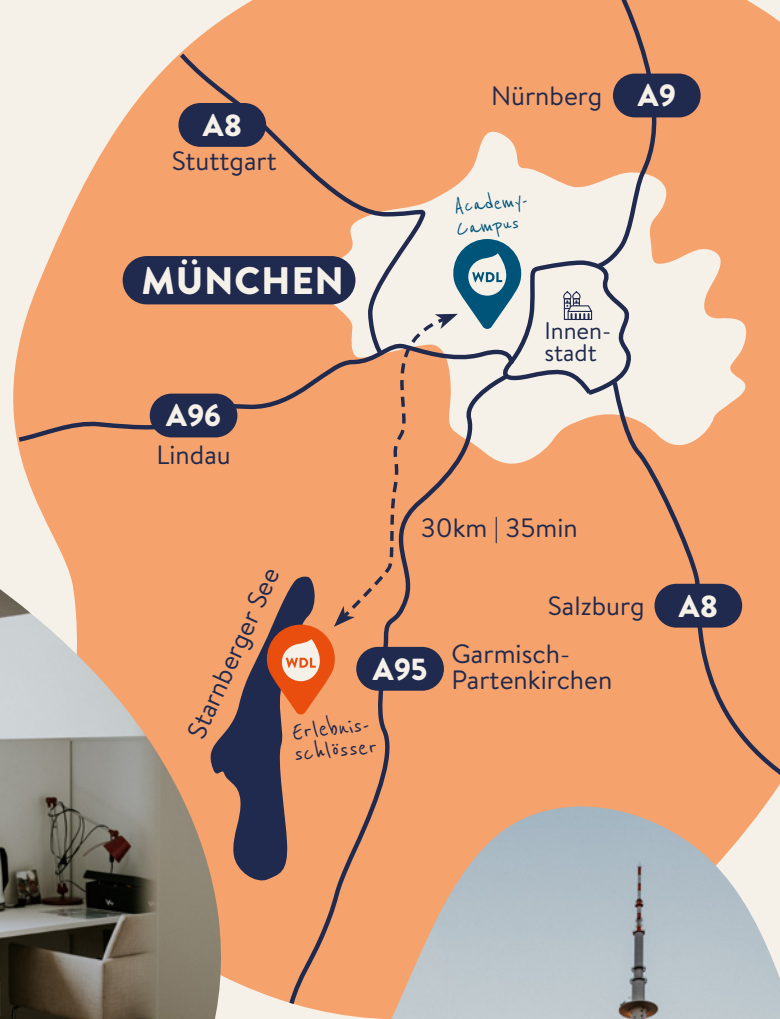 Nürnberg
A9
A8
Stuttgart
Academy-
Campus
MÜNCHEN
WDL
Innen-
stadt
A96
Lindau
30km | 35min
Starnberger See
Salzburg
A8
WDL
A95
Garmisch-
Partenkirchen
Erlebnis-
schlösser